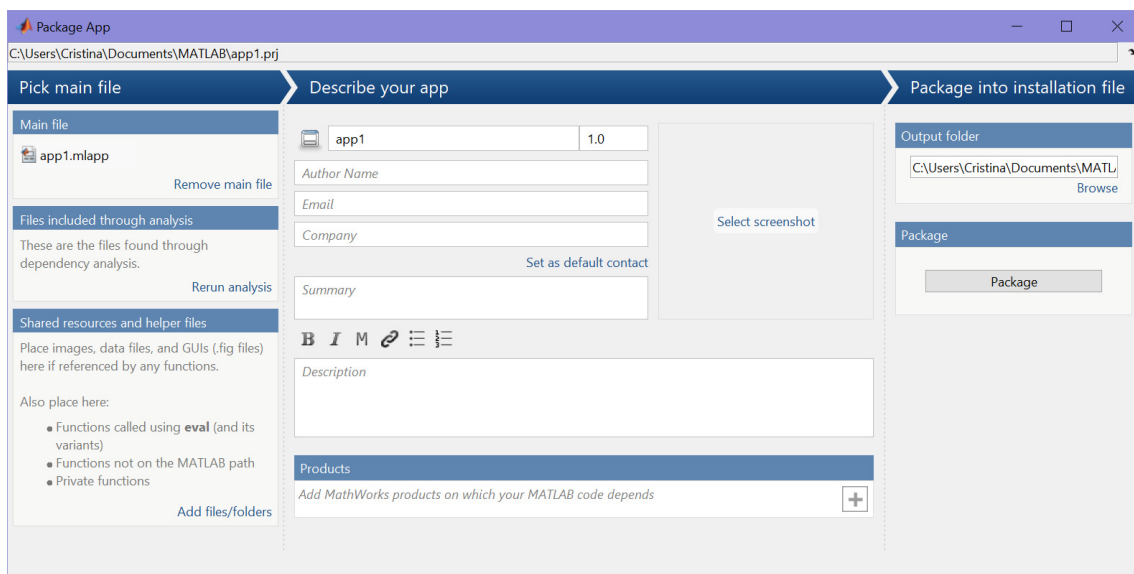 Package App
C:\Users\Cristina\Documents\MATLAB\app1.prj
Pick main file
Describe your app
Package into installation file
Main file
app1.mlapp
Remove main file
Files included through analysis
These are the files found through
dependency analysis.
Rerun analysis
Shared resources and helper files
Place images, data files, and GUIs (.fig files)
here if referenced by any functions.
Also place here:
Functions called using eval (and its
variants)
Functions not on the MATLAB path
Private functions
Add files/folders
app1
1.0
Author Name
Email
Company
Set as default contact
Summary
Select screenshot
B I M
Description
Products
Add MathWorks products on which your MATLAB code depends
Output folder
C:\Users\Cristina\Documents\MATL
Browse
Package
Package